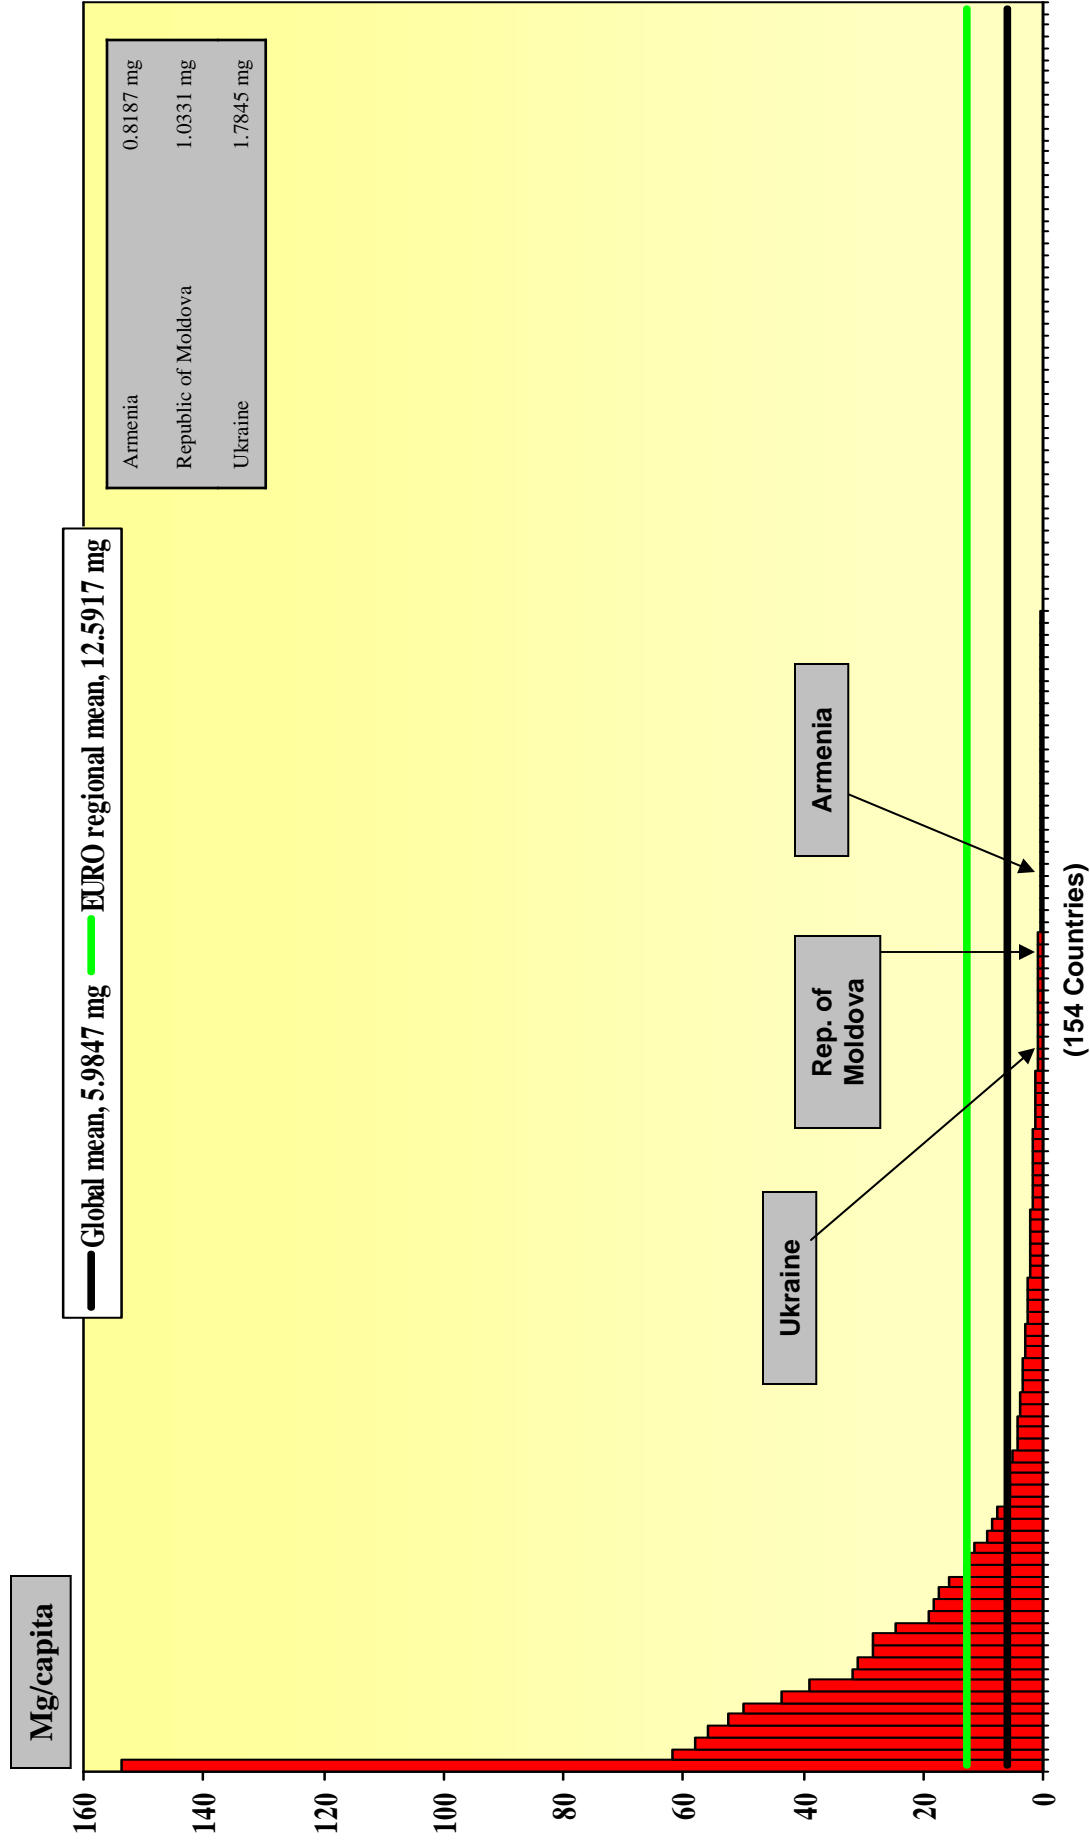 Mg/capita
Global mean, 5.9847 mg
EURO regional mean, 12.5917 mg
Armenia 0.8187 mg
Republic of Moldova 1.0331 mg
Ukraine 1.7845 mg
160
140
120
100
80
60
40
20
0
Ukraine
Rep. of
Moldova
Armenia
(154 Countries)